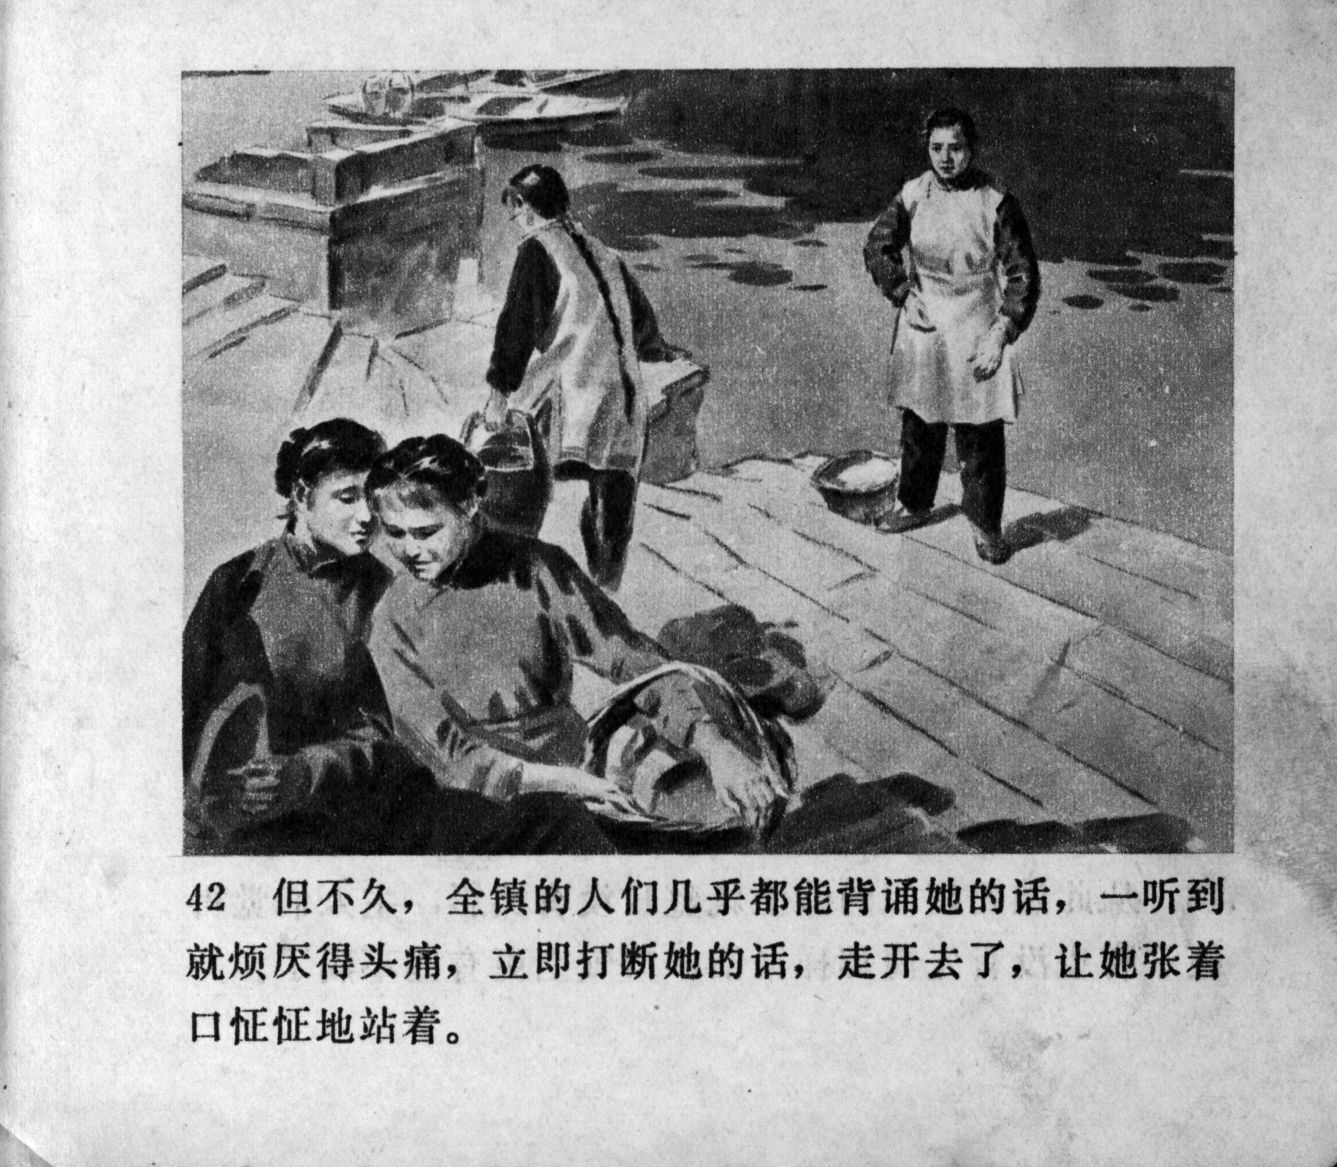 42 但不久，全镇的人们几乎都能背诵她的话，一听到
就烦厌得头痛，立即打断她的话，走开去了，让她张着
口怔怔地站着。